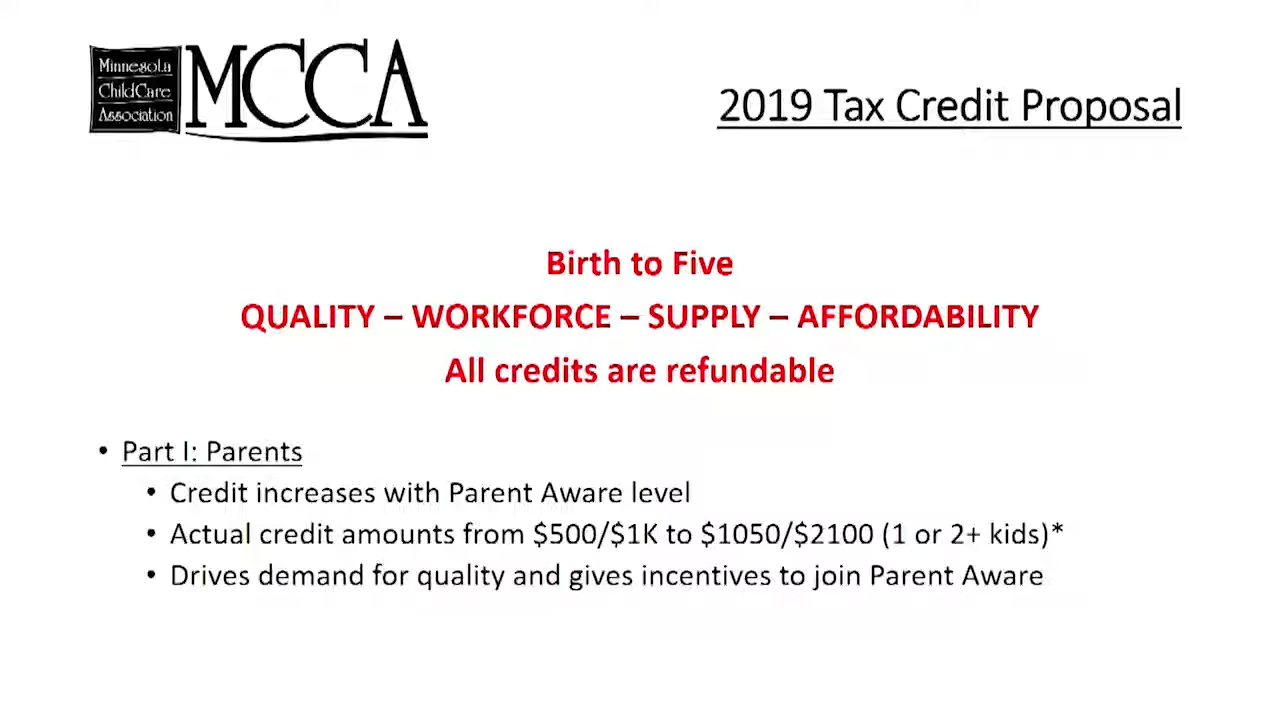 Minnesota
ChildCare
Association
MCCA
2019 Tax Credit Proposal
Birth to Five
QUALITY – WORKFORCE – SUPPLY – AFFORDABILITY
All credits are refundable
• Part I: Parents
• Credit increases with Parent Aware level
• Actual credit amounts from $500/$1K to $1050/$2100 (1 or 2+ kids)*
• Drives demand for quality and gives incentives to join Parent Aware